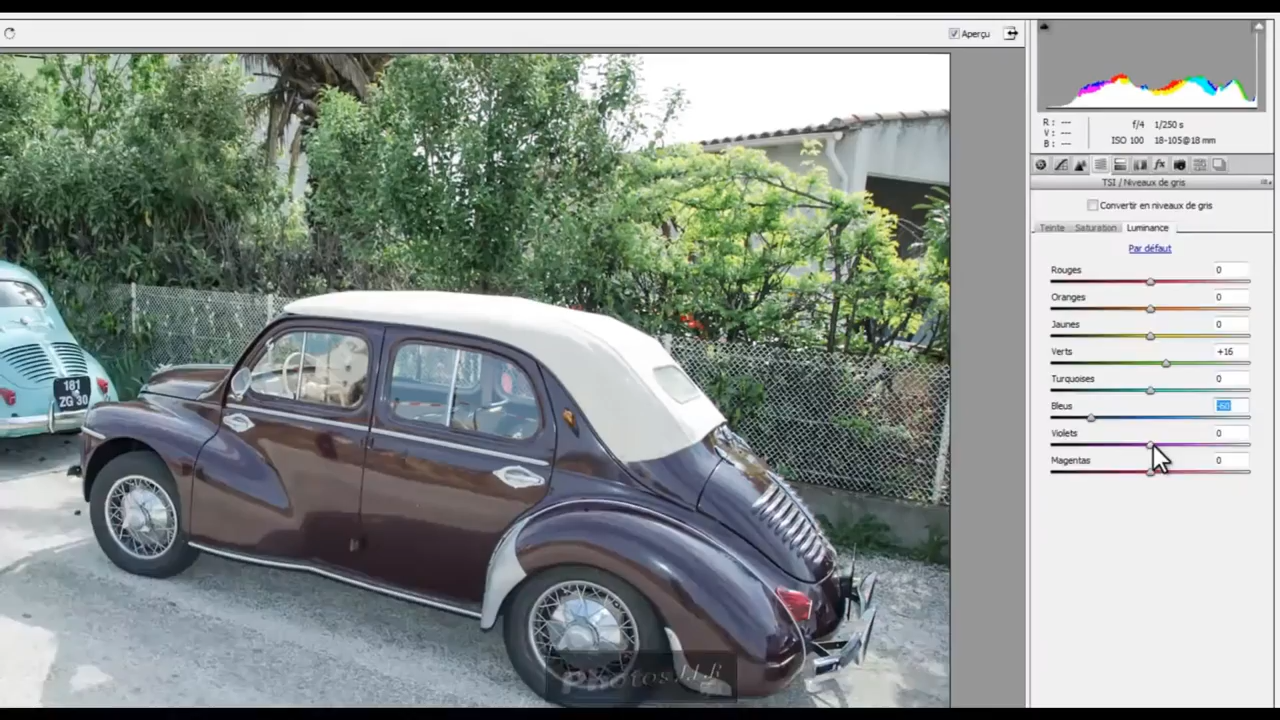 Aperçu
R : ---
V : ---
B : ---
f/4 1/250 s
ISO 100 18-105@18 mm
TSI / Niveaux de gris
Convertir en niveaux de gris
Teinte Saturation Luminance
Par défaut
Rouges 0
Oranges 0
Jaunes 0
Verts +16
Turquoises 0
Bleus -60
Violets 0
Magentas 0
181
ZG 30
Photos J.L.R